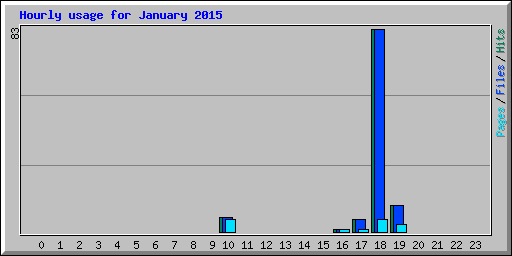 Hourly usage for January 2015
83
Pages/Files/Hits
0 1 2 3 4 5 6 7 8 9 10 11 12 13 14 15 16 17 18 19 20 21 22 23